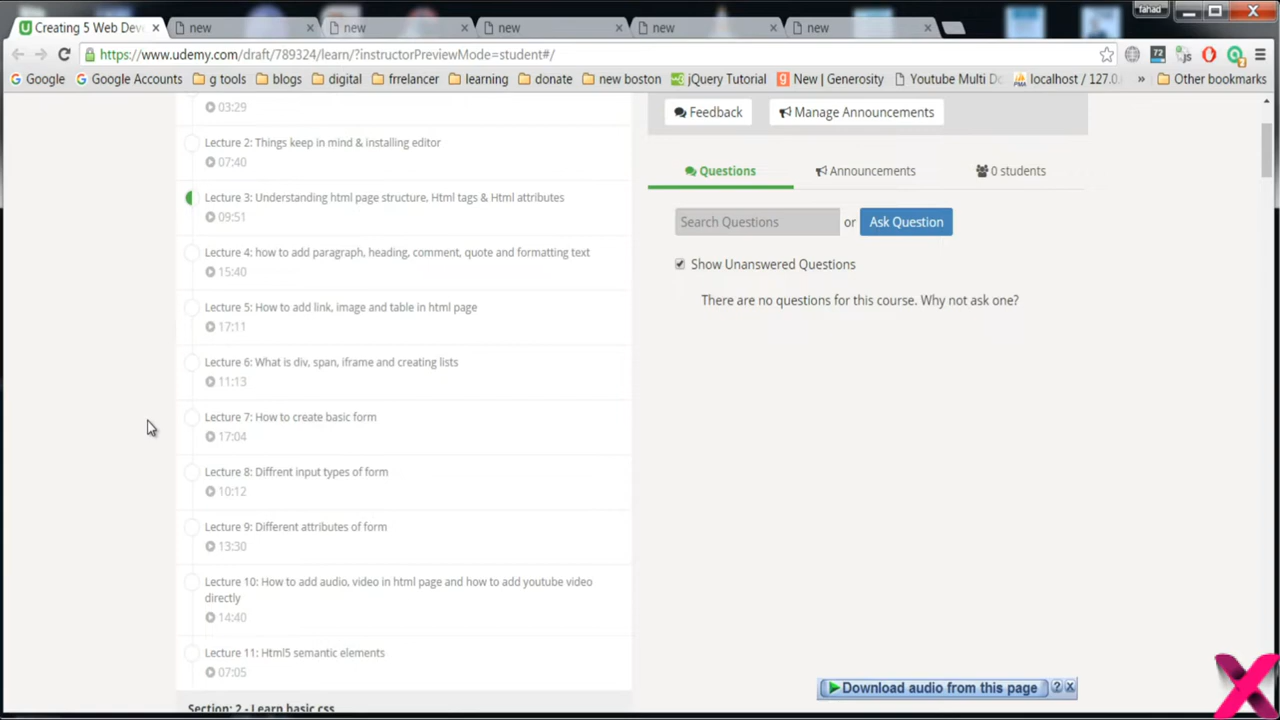 fahad
Creating 5 Web Dev
new
new
new
new
new
https://www.udemy.com/draft/789324/learn/?instructorPreviewMode=student#/
72
js
2
Google
Google Accounts
g tools
blogs
digital
frrelancer
learning
donate
new boston
jQuery Tutorial
New | Generosity
Youtube Multi Do
localhost / 127.0.
»
Other bookmarks
03:29
Lecture 2: Things keep in mind & installing editor
07:40
Lecture 3: Understanding html page structure, Html tags & Html attributes
09:51
Lecture 4: how to add paragraph, heading, comment, quote and formatting text
15:40
Lecture 5: How to add link, image and table in html page
17:11
Lecture 6: What is div, span, iframe and creating lists
11:13
Lecture 7: How to create basic form
17:04
Lecture 8: Diffrent input types of form
10:12
Lecture 9: Different attributes of form
13:30
Lecture 10: How to add audio, video in html page and how to add youtube video
directly
14:40
Lecture 11: Html5 semantic elements
07:05
Section: 2 - Learn basic css
Feedback
Manage Announcements
Questions
Announcements
0 students
Search Questions
or
Ask Question
Show Unanswered Questions
There are no questions for this course. Why not ask one?
Download audio from this page
? x
X